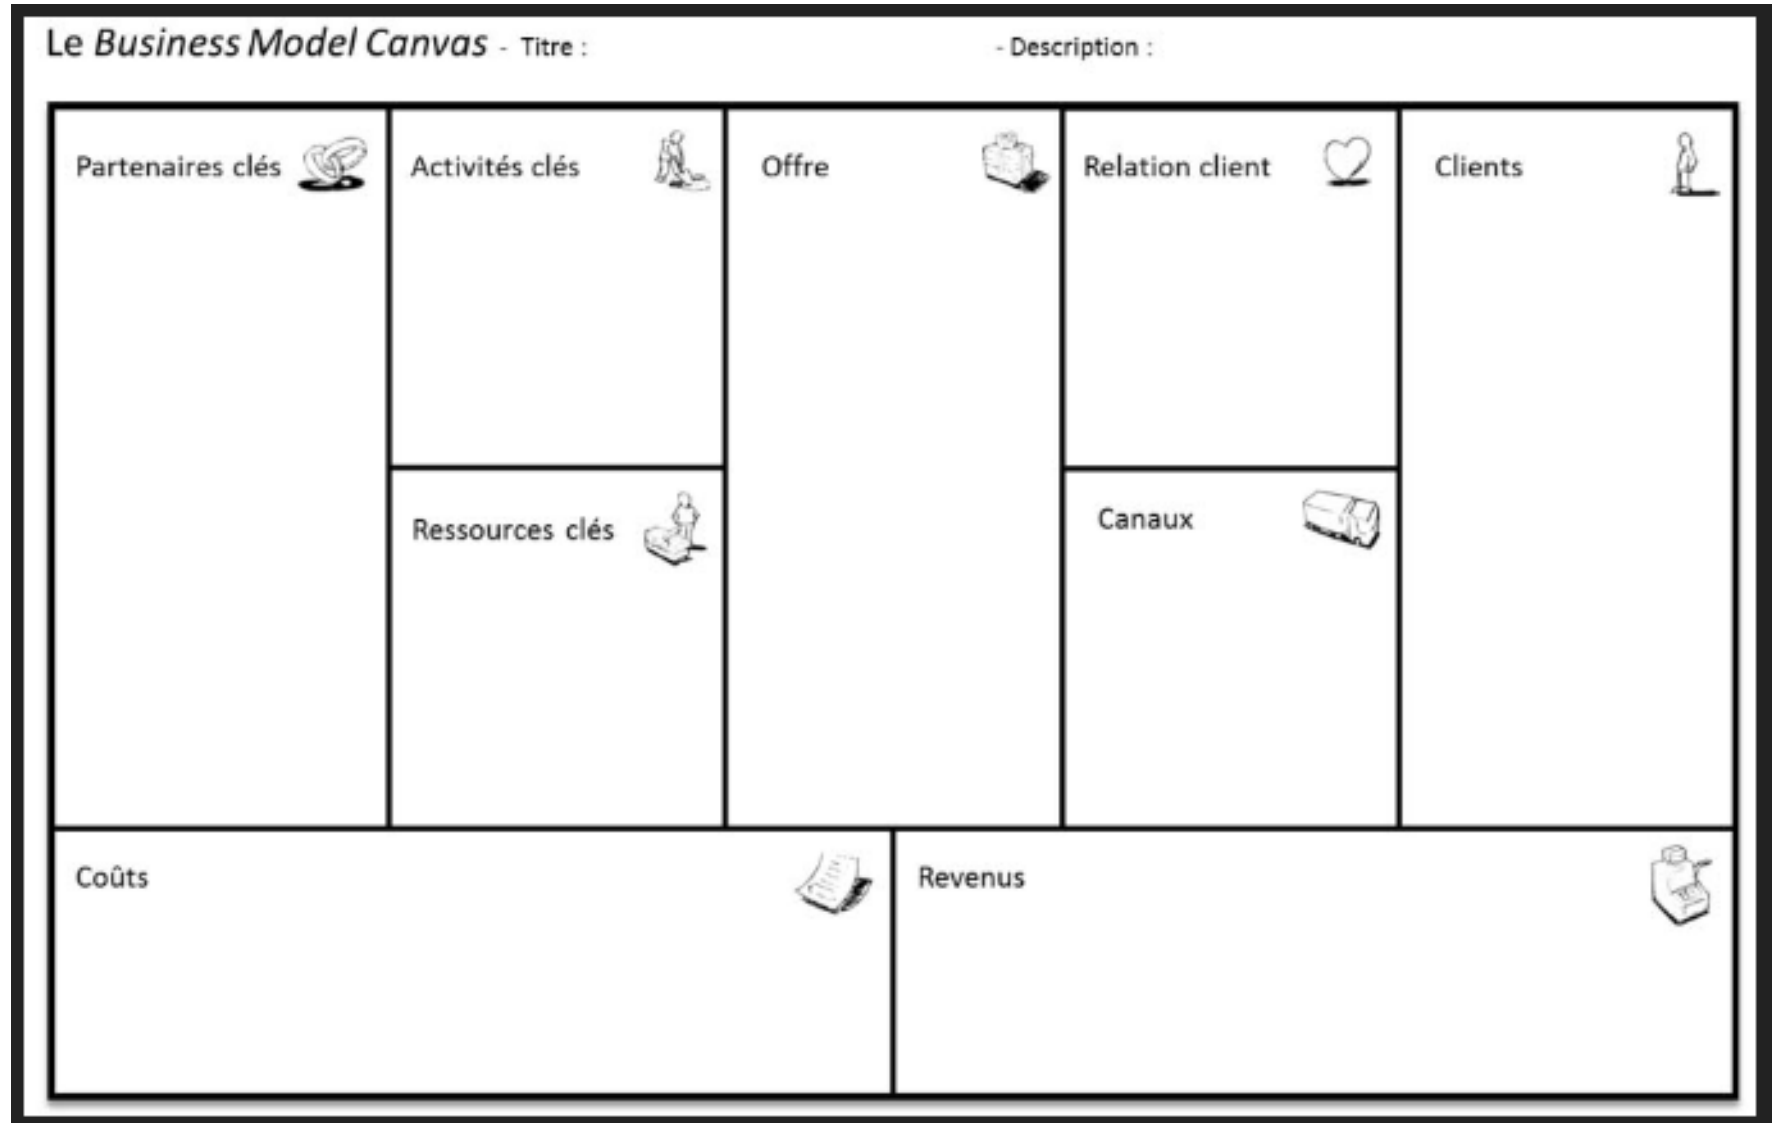 Le Business Model Canvas - Titre : - Description :
Partenaires clés
Activités clés
Offre
Relation client
Clients
Ressources clés
Canaux
Coûts
Revenus